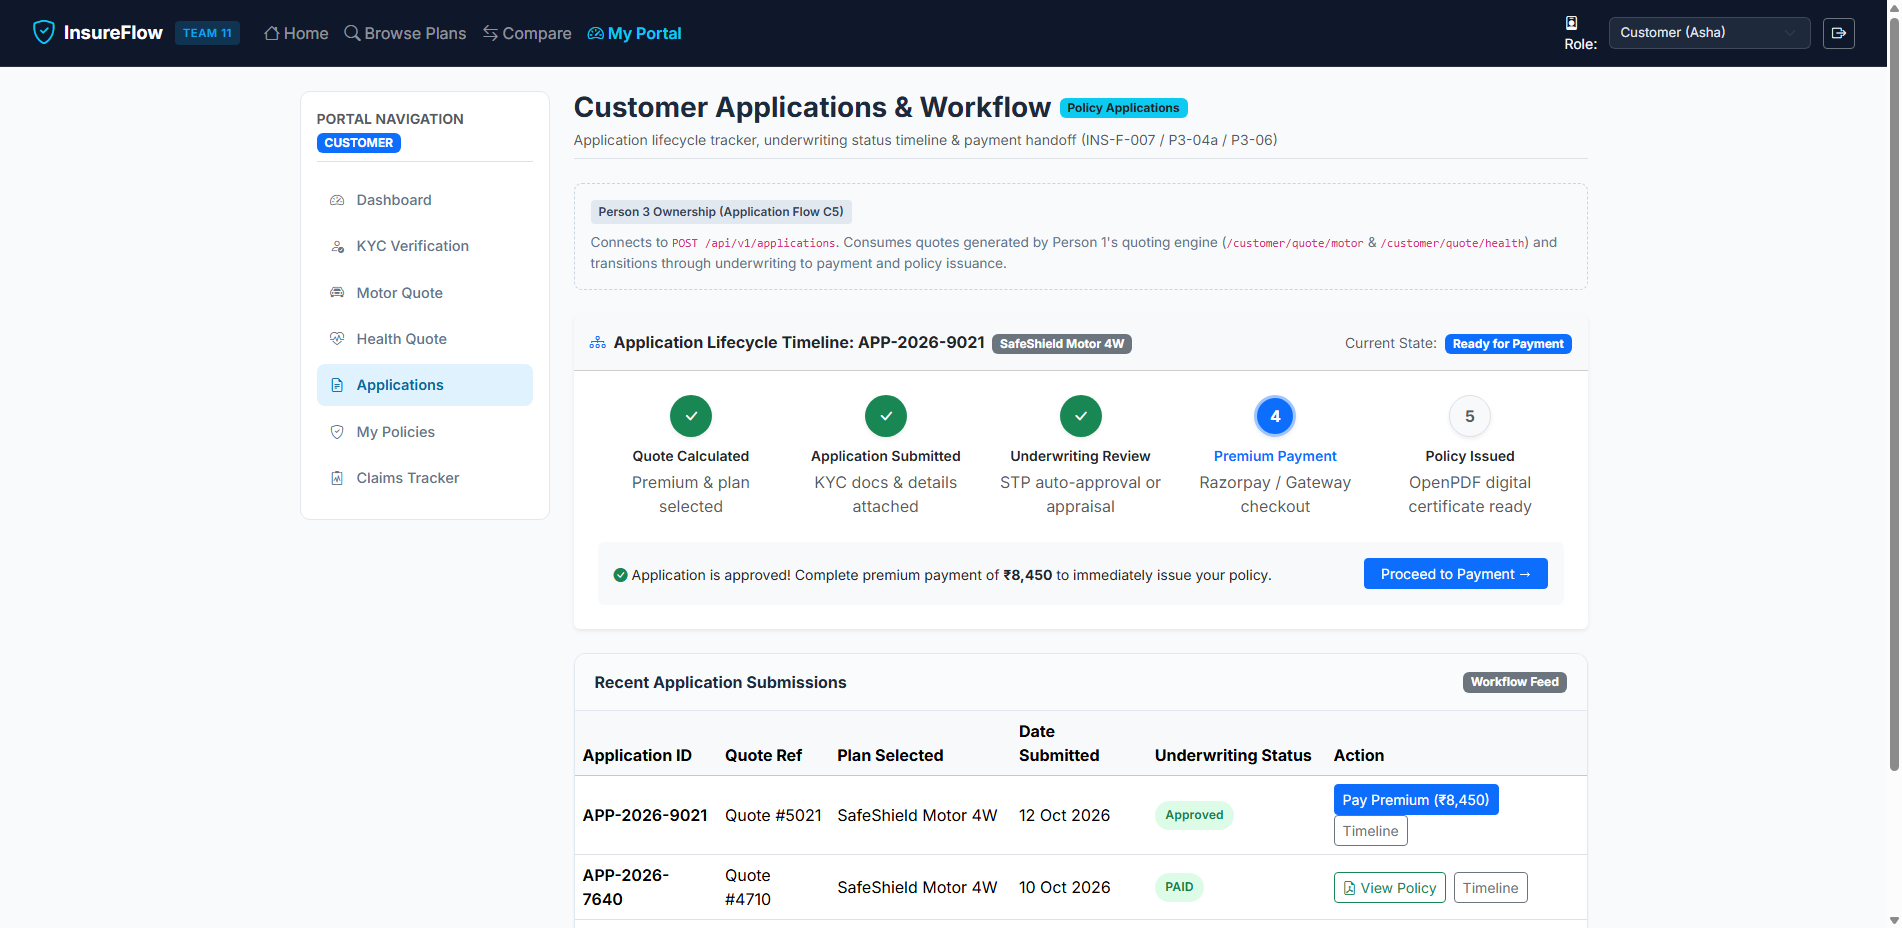 InsureFlow TEAM 11 Home Browse Plans Compare My Portal
Role: Customer (Asha)
PORTAL NAVIGATION
CUSTOMER
Dashboard
KYC Verification
Motor Quote
Health Quote
Applications
My Policies
Claims Tracker
Customer Applications & Workflow Policy Applications
Application lifecycle tracker, underwriting status timeline & payment handoff (INS-F-007 / P3-04a / P3-06)
Person 3 Ownership (Application Flow C5)
Connects to POST /api/v1/applications. Consumes quotes generated by Person 1's quoting engine (/customer/quote/motor & /customer/quote/health) and
transitions through underwriting to payment and policy issuance.
Application Lifecycle Timeline: APP-2026-9021 SafeShield Motor 4W Current State: Ready for Payment
4 5
Quote Calculated Application Submitted Underwriting Review Premium Payment Policy Issued
Premium & plan KYC docs & details STP auto-approval or Razorpay / Gateway OpenPDF digital
selected attached appraisal checkout certificate ready
Application is approved! Complete premium payment of ₹8,450 to immediately issue your policy. Proceed to Payment →
Recent Application Submissions Workflow Feed
Date
Application ID Quote Ref Plan Selected Submitted Underwriting Status Action
APP-2026-9021 Quote #5021 SafeShield Motor 4W 12 Oct 2026 Approved Pay Premium (₹8,450)
Timeline
APP-2026- Quote
7640 #4710 SafeShield Motor 4W 10 Oct 2026 PAID View Policy Timeline